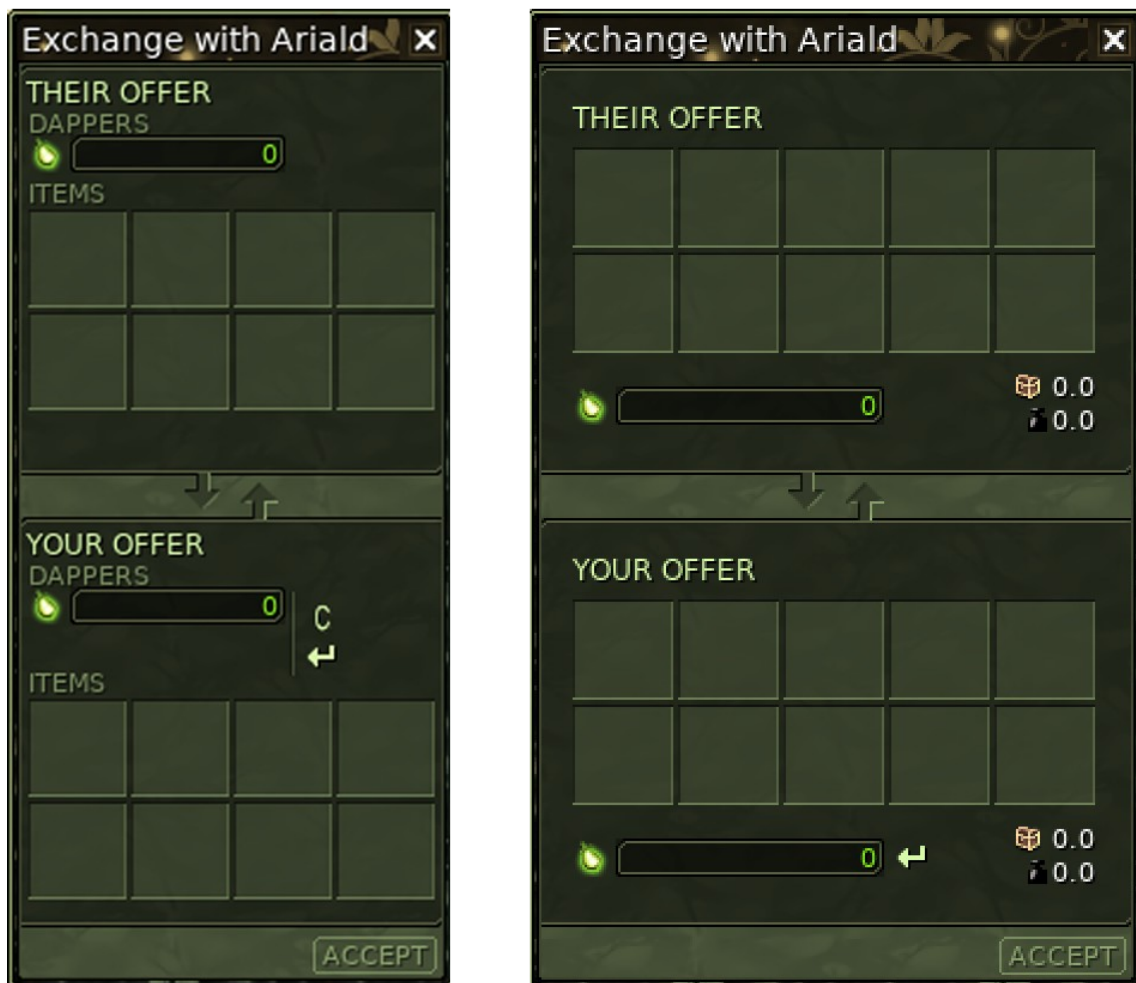 Exchange with Ariald
THEIR OFFER
DAPPERS
0
ITEMS
YOUR OFFER
DAPPERS
0
C
ITEMS
ACCEPT
Exchange with Ariald
THEIR OFFER
0
0.0
0.0
YOUR OFFER
0
0.0
0.0
ACCEPT